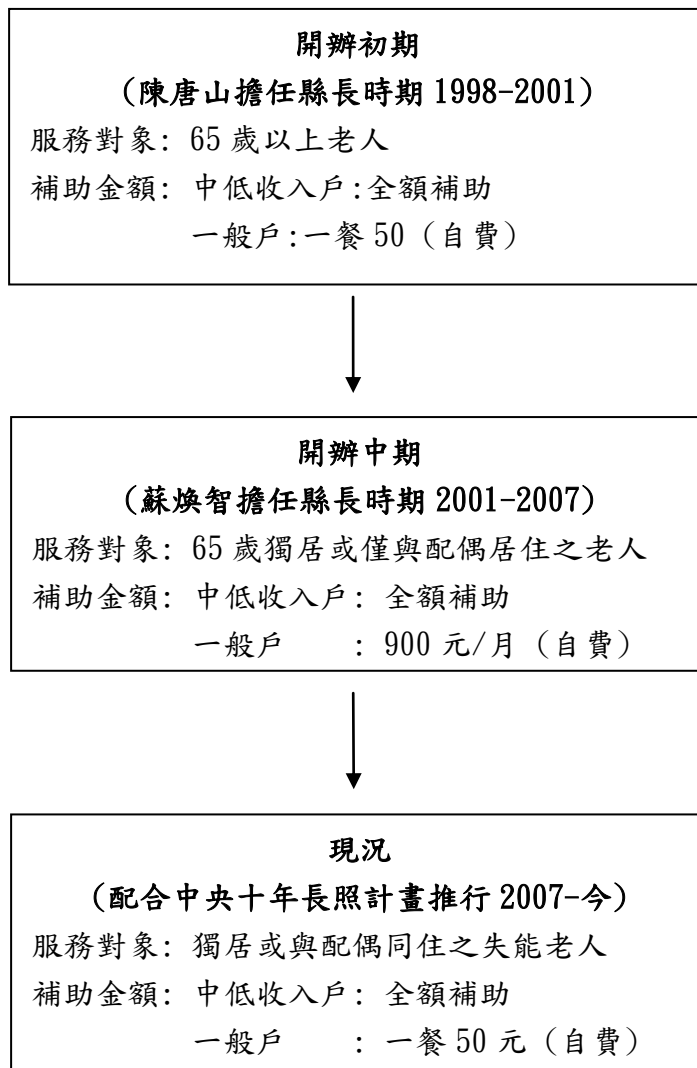 開辦初期
（陳唐山擔任縣長時期 1998-2001）
服務對象: 65 歲以上老人
補助金額: 中低收入戶:全額補助
一般戶:一餐 50（自費）
開辦中期
（蘇煥智擔任縣長時期 2001-2007）
服務對象: 65 歲獨居或僅與配偶居住之老人
補助金額: 中低收入戶: 全額補助
一般戶 : 900 元/月（自費）
現況
（配合中央十年長照計畫推行 2007-今）
服務對象: 獨居或與配偶同住之失能老人
補助金額: 中低收入戶: 全額補助
一般戶 : 一餐 50 元（自費）